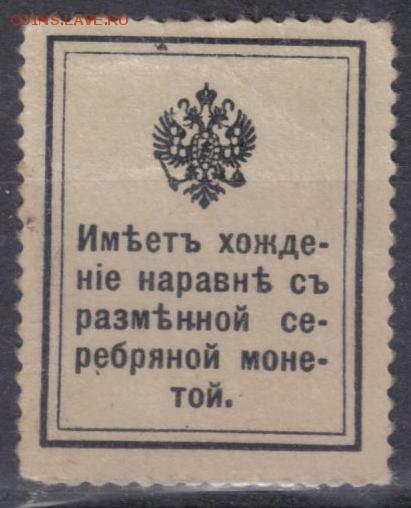 COINS.LAVE.RU
Имѣетъ хожде-
ніе наравнѣ съ
размѣнной се-
ребряной моне-
той.